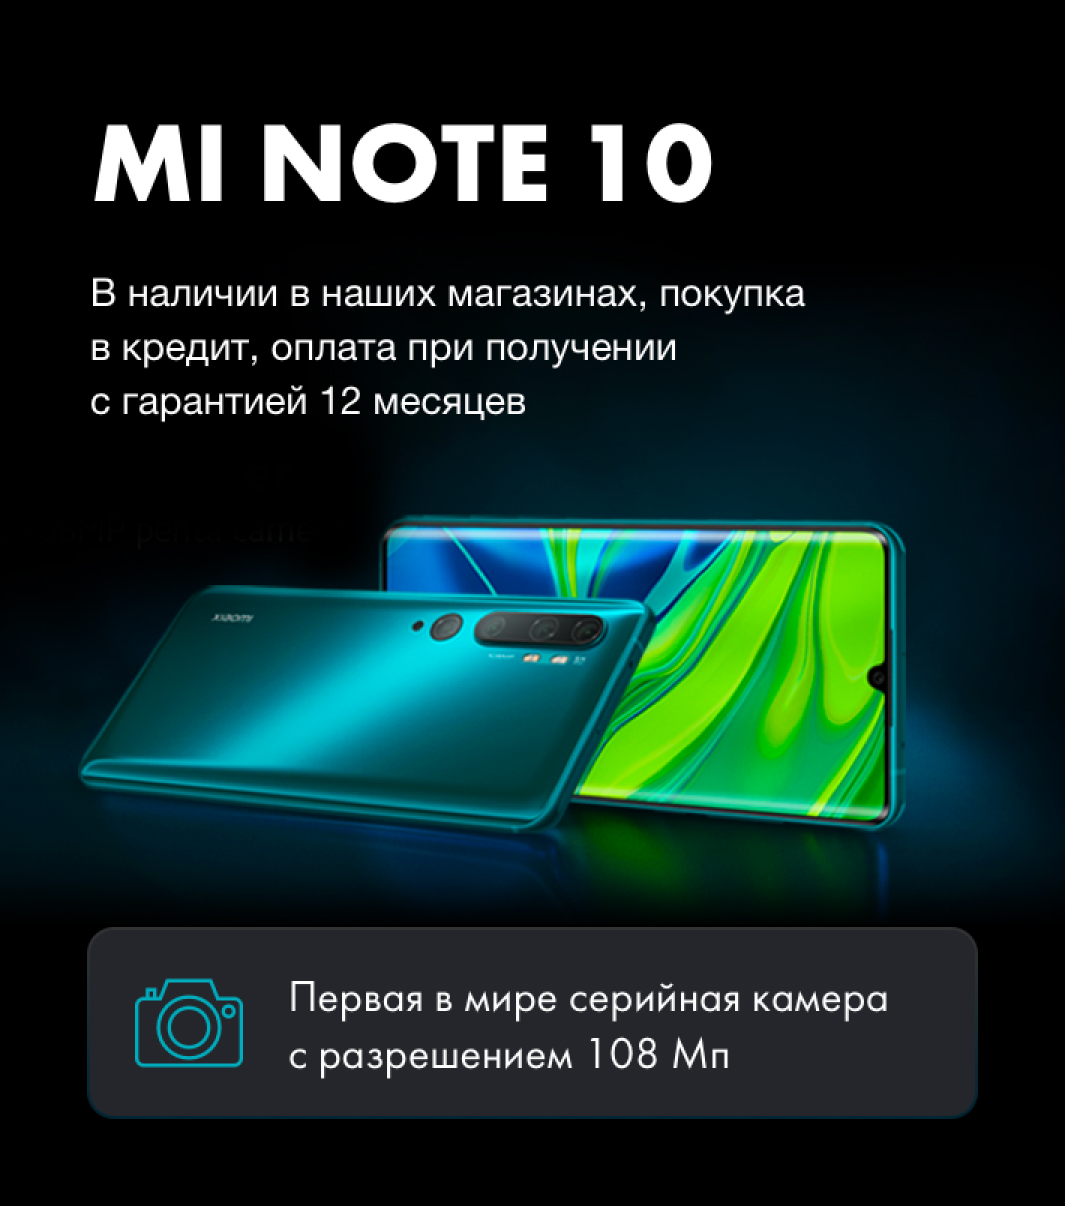 MI NOTE 10
В наличии в наших магазинах, покупка
в кредит, оплата при получении
с гарантией 12 месяцев
xiaomi
Первая в мире серийная камера
с разрешением 108 Мп